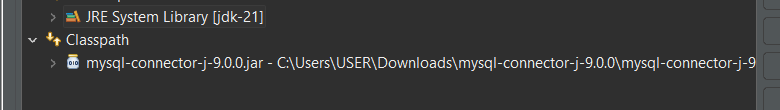 JRE System Library [jdk-21]
Classpath
mysql-connector-j-9.0.0.jar - C:\Users\USER\Downloads\mysql-connector-j-9.0.0\mysql-connector-j-9